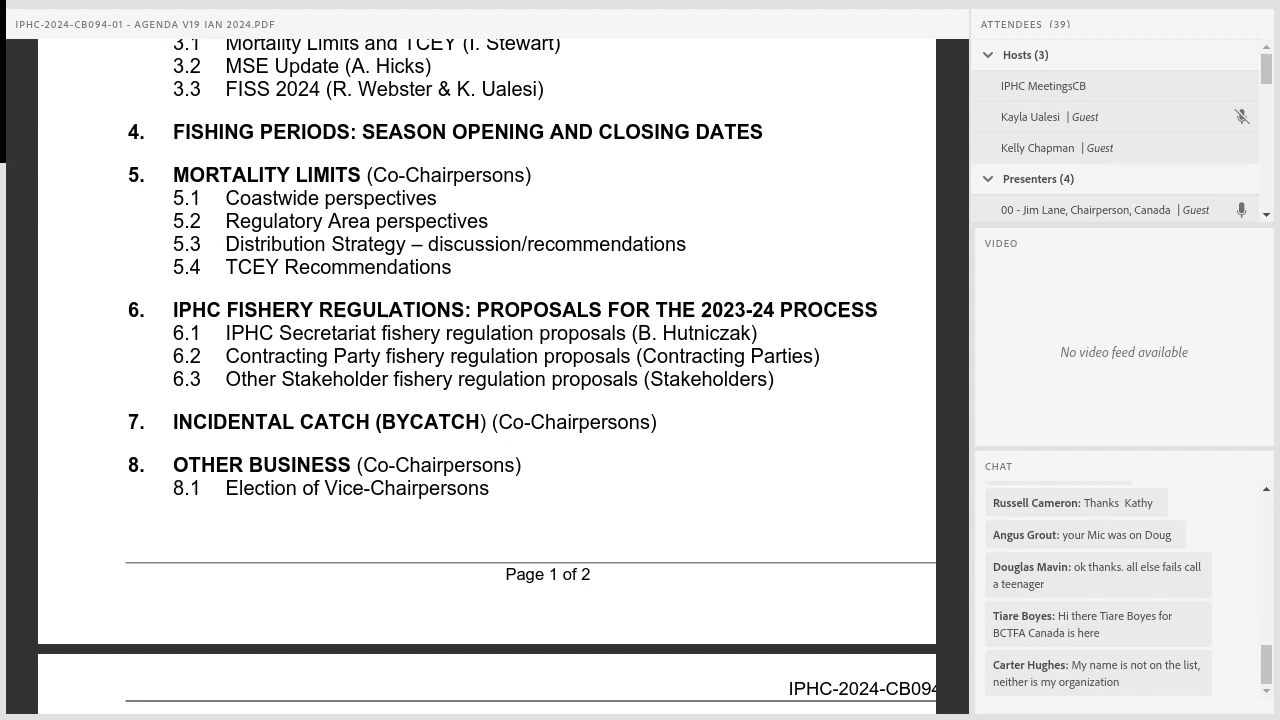 IPHC-2024-CB094-01 - AGENDA V19 JAN 2024.PDF
3.1 Mortality Limits and TCEY (I. Stewart)
3.2 MSE Update (A. Hicks)
3.3 FISS 2024 (R. Webster & K. Ualesi)
4. FISHING PERIODS: SEASON OPENING AND CLOSING DATES
5. MORTALITY LIMITS (Co-Chairpersons)
5.1 Coastwide perspectives
5.2 Regulatory Area perspectives
5.3 Distribution Strategy – discussion/recommendations
5.4 TCEY Recommendations
6. IPHC FISHERY REGULATIONS: PROPOSALS FOR THE 2023-24 PROCESS
6.1 IPHC Secretariat fishery regulation proposals (B. Hutniczak)
6.2 Contracting Party fishery regulation proposals (Contracting Parties)
6.3 Other Stakeholder fishery regulation proposals (Stakeholders)
7. INCIDENTAL CATCH (BYCATCH) (Co-Chairpersons)
8. OTHER BUSINESS (Co-Chairpersons)
8.1 Election of Vice-Chairpersons
Page 1 of 2
IPHC-2024-CB094
ATTENDEES (39)
Hosts (3)
IPHC MeetingsCB
Kayla Ualesi | Guest
Kelly Chapman | Guest
Presenters (4)
00 - Jim Lane, Chairperson, Canada | Guest
VIDEO
No video feed available
CHAT
Russell Cameron: Thanks Kathy
Angus Grout: your Mic was on Doug
Douglas Mavin: ok thanks. all else fails call
a teenager
Tiare Boyes: Hi there Tiare Boyes for
BCTFA Canada is here
Carter Hughes: My name is not on the list,
neither is my organization